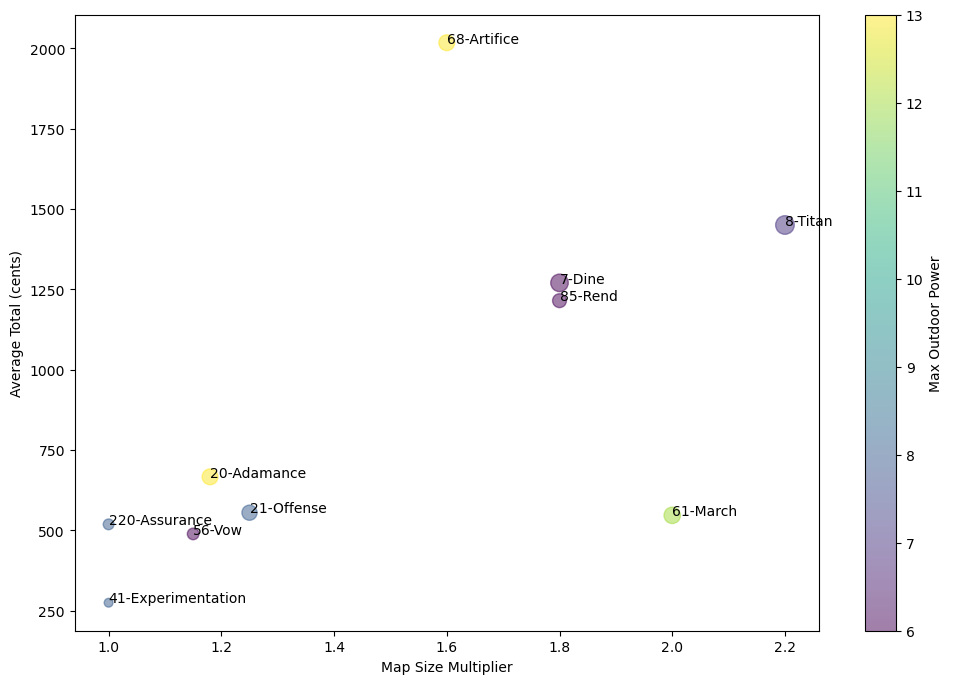 2000
1750
1500
1250
1000
750
500
250
Average Total (cents)
68-Artifice
8-Titan
7-Dine
85-Rend
20-Adamance
21-Offense
61-March
220-Assurance
56-Vow
41-Experimentation
1.0 1.2 1.4 1.6 1.8 2.0 2.2
Map Size Multiplier
13
12
11
10
9
8
7
6
Max Outdoor Power